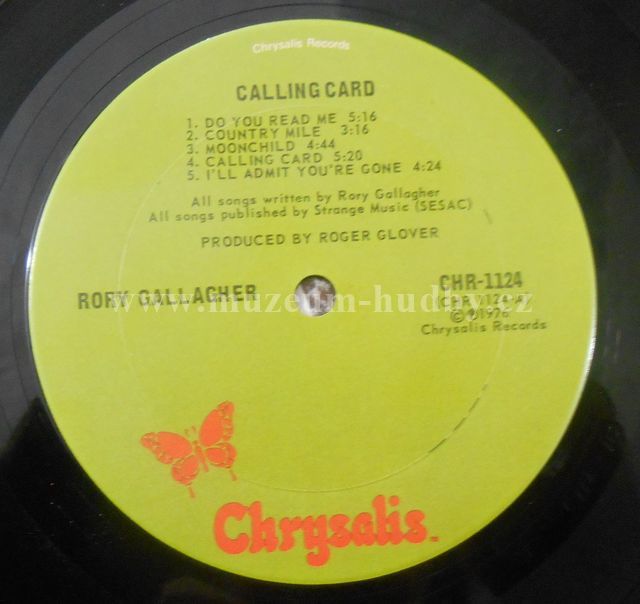 Chrysalis Records
CALLING CARD
1. DO YOU READ ME 5:16
2. COUNTRY MILE 3:16
3. MOONCHILD 4:44
4. CALLING CARD 5:20
5. I'LL ADMIT YOU'RE GONE 4:24
All songs written by Rory Gallagher
All songs published by Strange Music (SESAC)
PRODUCED BY ROGER GLOVER
RORY GALLAGHER
CHR-1124
℗1976
Chrysalis Records
www.muzeum-hudby.cz
Chrysalis™